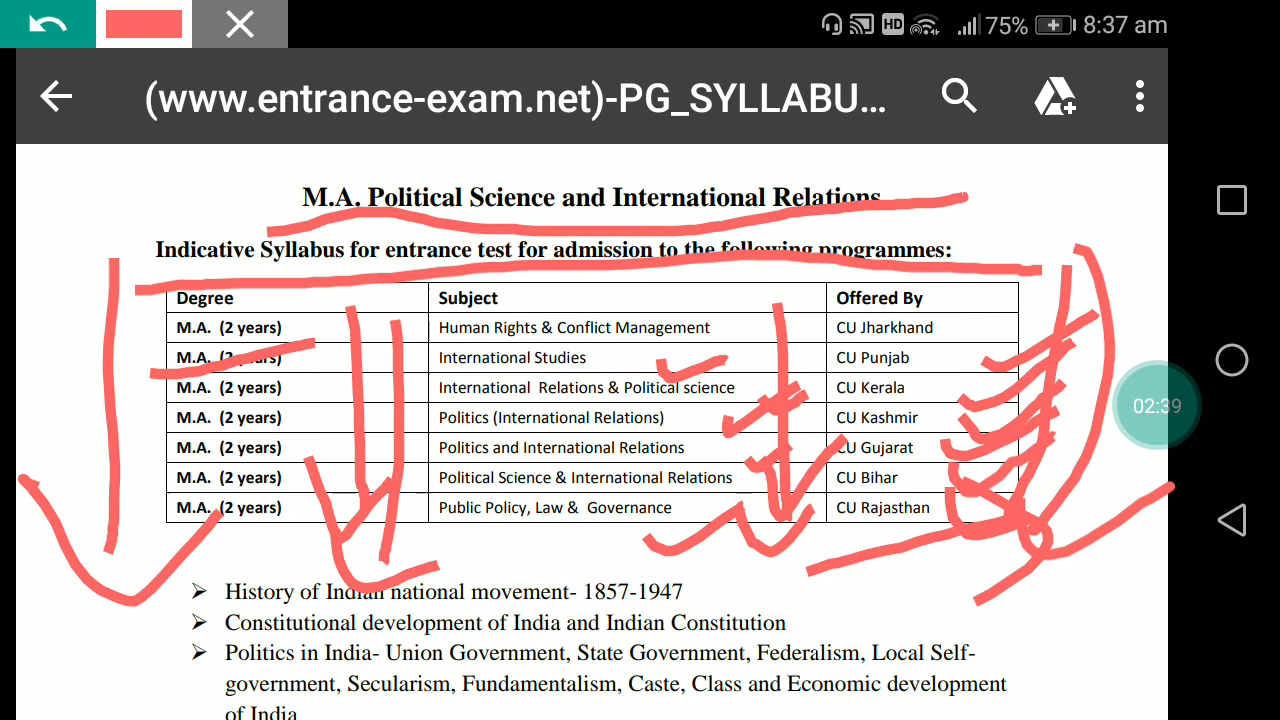 HD 75% 8:37 am
(www.entrance-exam.net)-PG_SYLLABU...
M.A. Political Science and International Relations
Indicative Syllabus for entrance test for admission to the following programmes:
Degree Subject Offered By
M.A. (2 years) Human Rights & Conflict Management CU Jharkhand
M.A. (2 years) International Studies CU Punjab
M.A. (2 years) International Relations & Political science CU Kerala
M.A. (2 years) Politics (International Relations) CU Kashmir
M.A. (2 years) Politics and International Relations CU Gujarat
M.A. (2 years) Political Science & International Relations CU Bihar
M.A. (2 years) Public Policy, Law & Governance CU Rajasthan
02:39
➢ History of Indian national movement- 1857-1947
➢ Constitutional development of India and Indian Constitution
➢ Politics in India- Union Government, State Government, Federalism, Local Self-
government, Secularism, Fundamentalism, Caste, Class and Economic development
of India